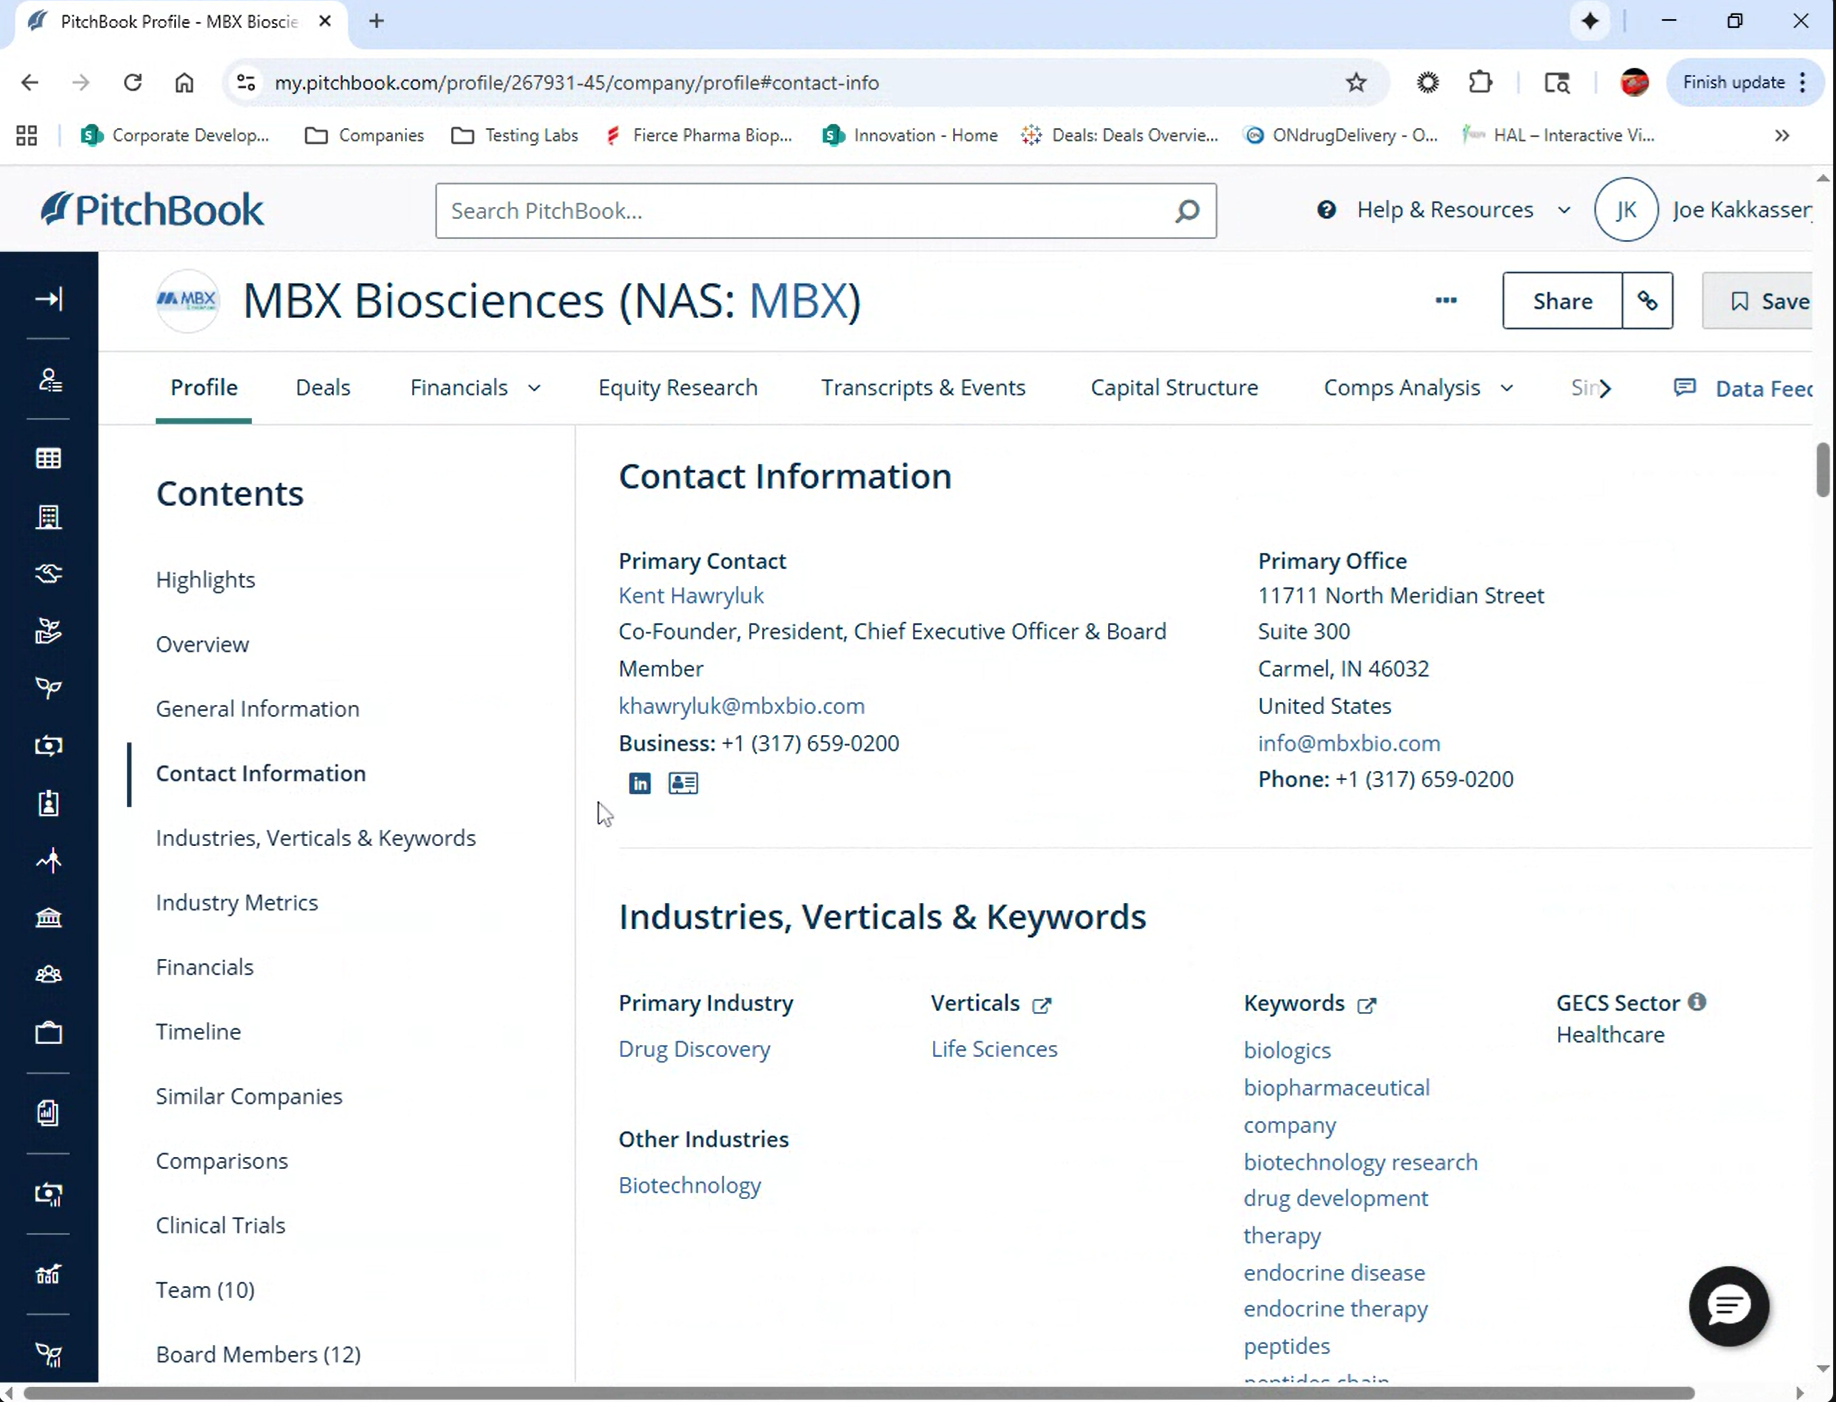 PitchBook Profile - MBX Bioscie
my.pitchbook.com/profile/267931-45/company/profile#contact-info
Finish update
Corporate Develop...
Companies
Testing Labs
Fierce Pharma Biop...
Innovation - Home
Deals: Deals Overvie...
ONdrugDelivery - O...
HAL – Interactive Vi...
PitchBook
Search PitchBook...
Help & Resources
JK
Joe Kakkasser
MBX
MBX Biosciences (NAS: MBX)
Share
Save
Profile
Deals
Financials
Equity Research
Transcripts & Events
Capital Structure
Comps Analysis
Sin
Data Feed
Contents
Highlights
Overview
General Information
Contact Information
Industries, Verticals & Keywords
Industry Metrics
Financials
Timeline
Similar Companies
Comparisons
Clinical Trials
Team (10)
Board Members (12)
Contact Information
Primary Contact
Kent Hawryluk
Co-Founder, President, Chief Executive Officer & Board
Member
khawryluk@mbxbio.com
Business: +1 (317) 659-0200
in
Primary Office
11711 North Meridian Street
Suite 300
Carmel, IN 46032
United States
info@mbxbio.com
Phone: +1 (317) 659-0200
Industries, Verticals & Keywords
Primary Industry
Drug Discovery
Other Industries
Biotechnology
Verticals
Life Sciences
Keywords
biologics
biopharmaceutical
company
biotechnology research
drug development
therapy
endocrine disease
endocrine therapy
peptides
peptides chain
GECS Sector
Healthcare